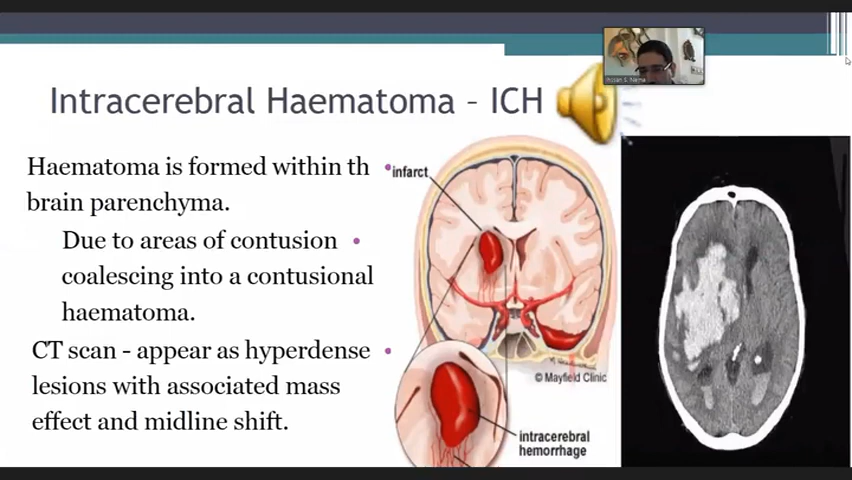 Intracerebral Haematoma – ICH
Haematoma is formed within th
brain parenchyma.
Due to areas of contusion
coalescing into a contusional
haematoma.
CT scan - appear as hyperdense
lesions with associated mass
effect and midline shift.
infarct
© Mayfield Clinic
intracerebral
hemorrhage